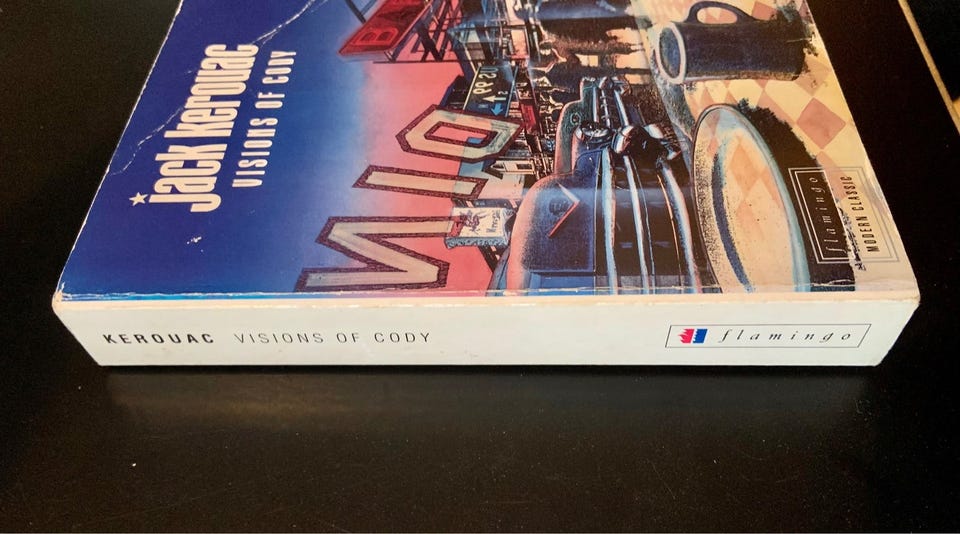 jack kerouac
VISIONS OF CODY
flamingo
MODERN CLASSIC
KEROUAC VISIONS OF CODY
flamingo